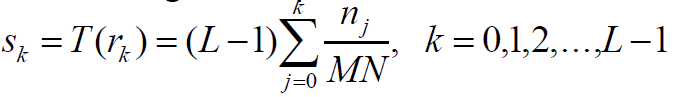 s_k = T(r_k) = (L − 1) ∑_{j=0}^{k} n_j / MN, k = 0,1,2,...,L − 1